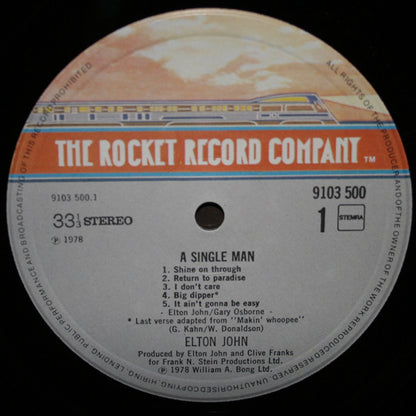 THE ROCKET RECORD COMPANY TM
9103 500.1
9103 500
33 1/3 STEREO
1
STEMRA
℗ 1978
A SINGLE MAN
1. Shine on through
2. Return to paradise
3. I don't care
4. Big dipper*
5. It ain't gonna be easy
- Elton John/Gary Osborne -
* Last verse adapted from "Makin' whoopee"
(G. Kahn/W. Donaldson)
ELTON JOHN
Produced by Elton John and Clive Franks
for Frank N. Stein Productions Ltd.
℗ 1978 William A. Bong Ltd.
ALL RIGHTS OF THE PRODUCER AND OF THE OWNER OF THE WORK REPRODUCED RESERVED. UNAUTHORISED COPYING, HIRING, LENDING, PUBLIC PERFORMANCE AND BROADCASTING OF THIS RECORD PROHIBITED